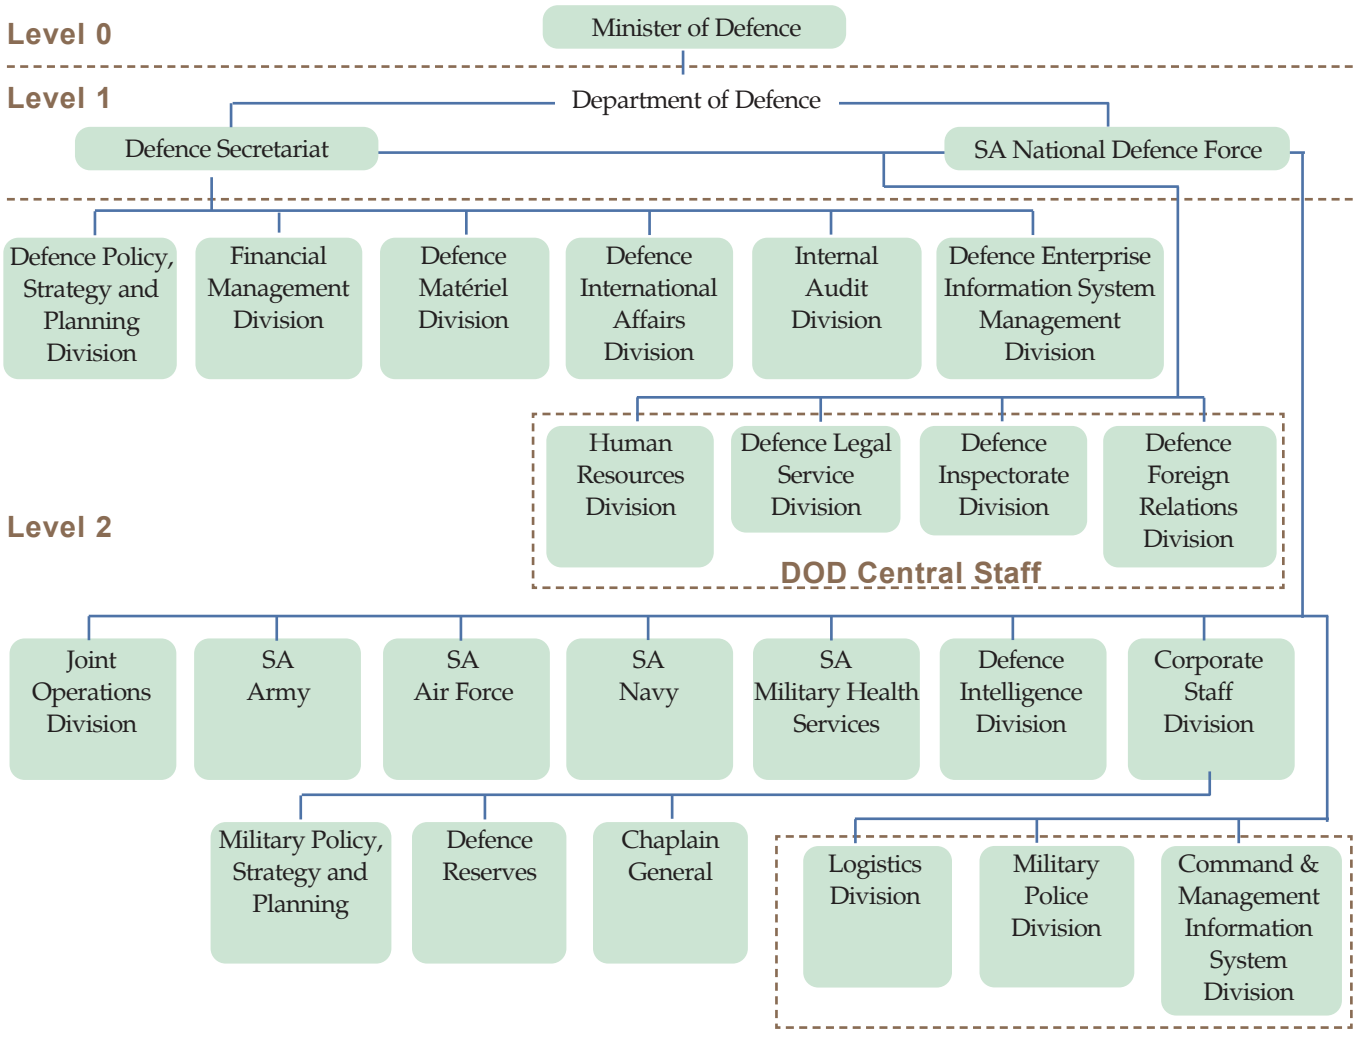 Level 0
Minister of Defence
Level 1
Department of Defence
Defence Secretariat
SA National Defence Force
Defence Policy,
Strategy and
Planning
Division
Financial
Management
Division
Defence
Matériel
Division
Defence
International
Affairs
Division
Internal
Audit
Division
Defence Enterprise
Information System
Management
Division
Human
Resources
Division
Defence Legal
Service
Division
Defence
Inspectorate
Division
Defence
Foreign
Relations
Division
Level 2
DOD Central Staff
Joint
Operations
Division
SA
Army
SA
Air Force
SA
Navy
SA
Military Health
Services
Defence
Intelligence
Division
Corporate
Staff
Division
Military Policy,
Strategy and
Planning
Defence
Reserves
Chaplain
General
Logistics
Division
Military
Police
Division
Command &
Management
Information
System
Division